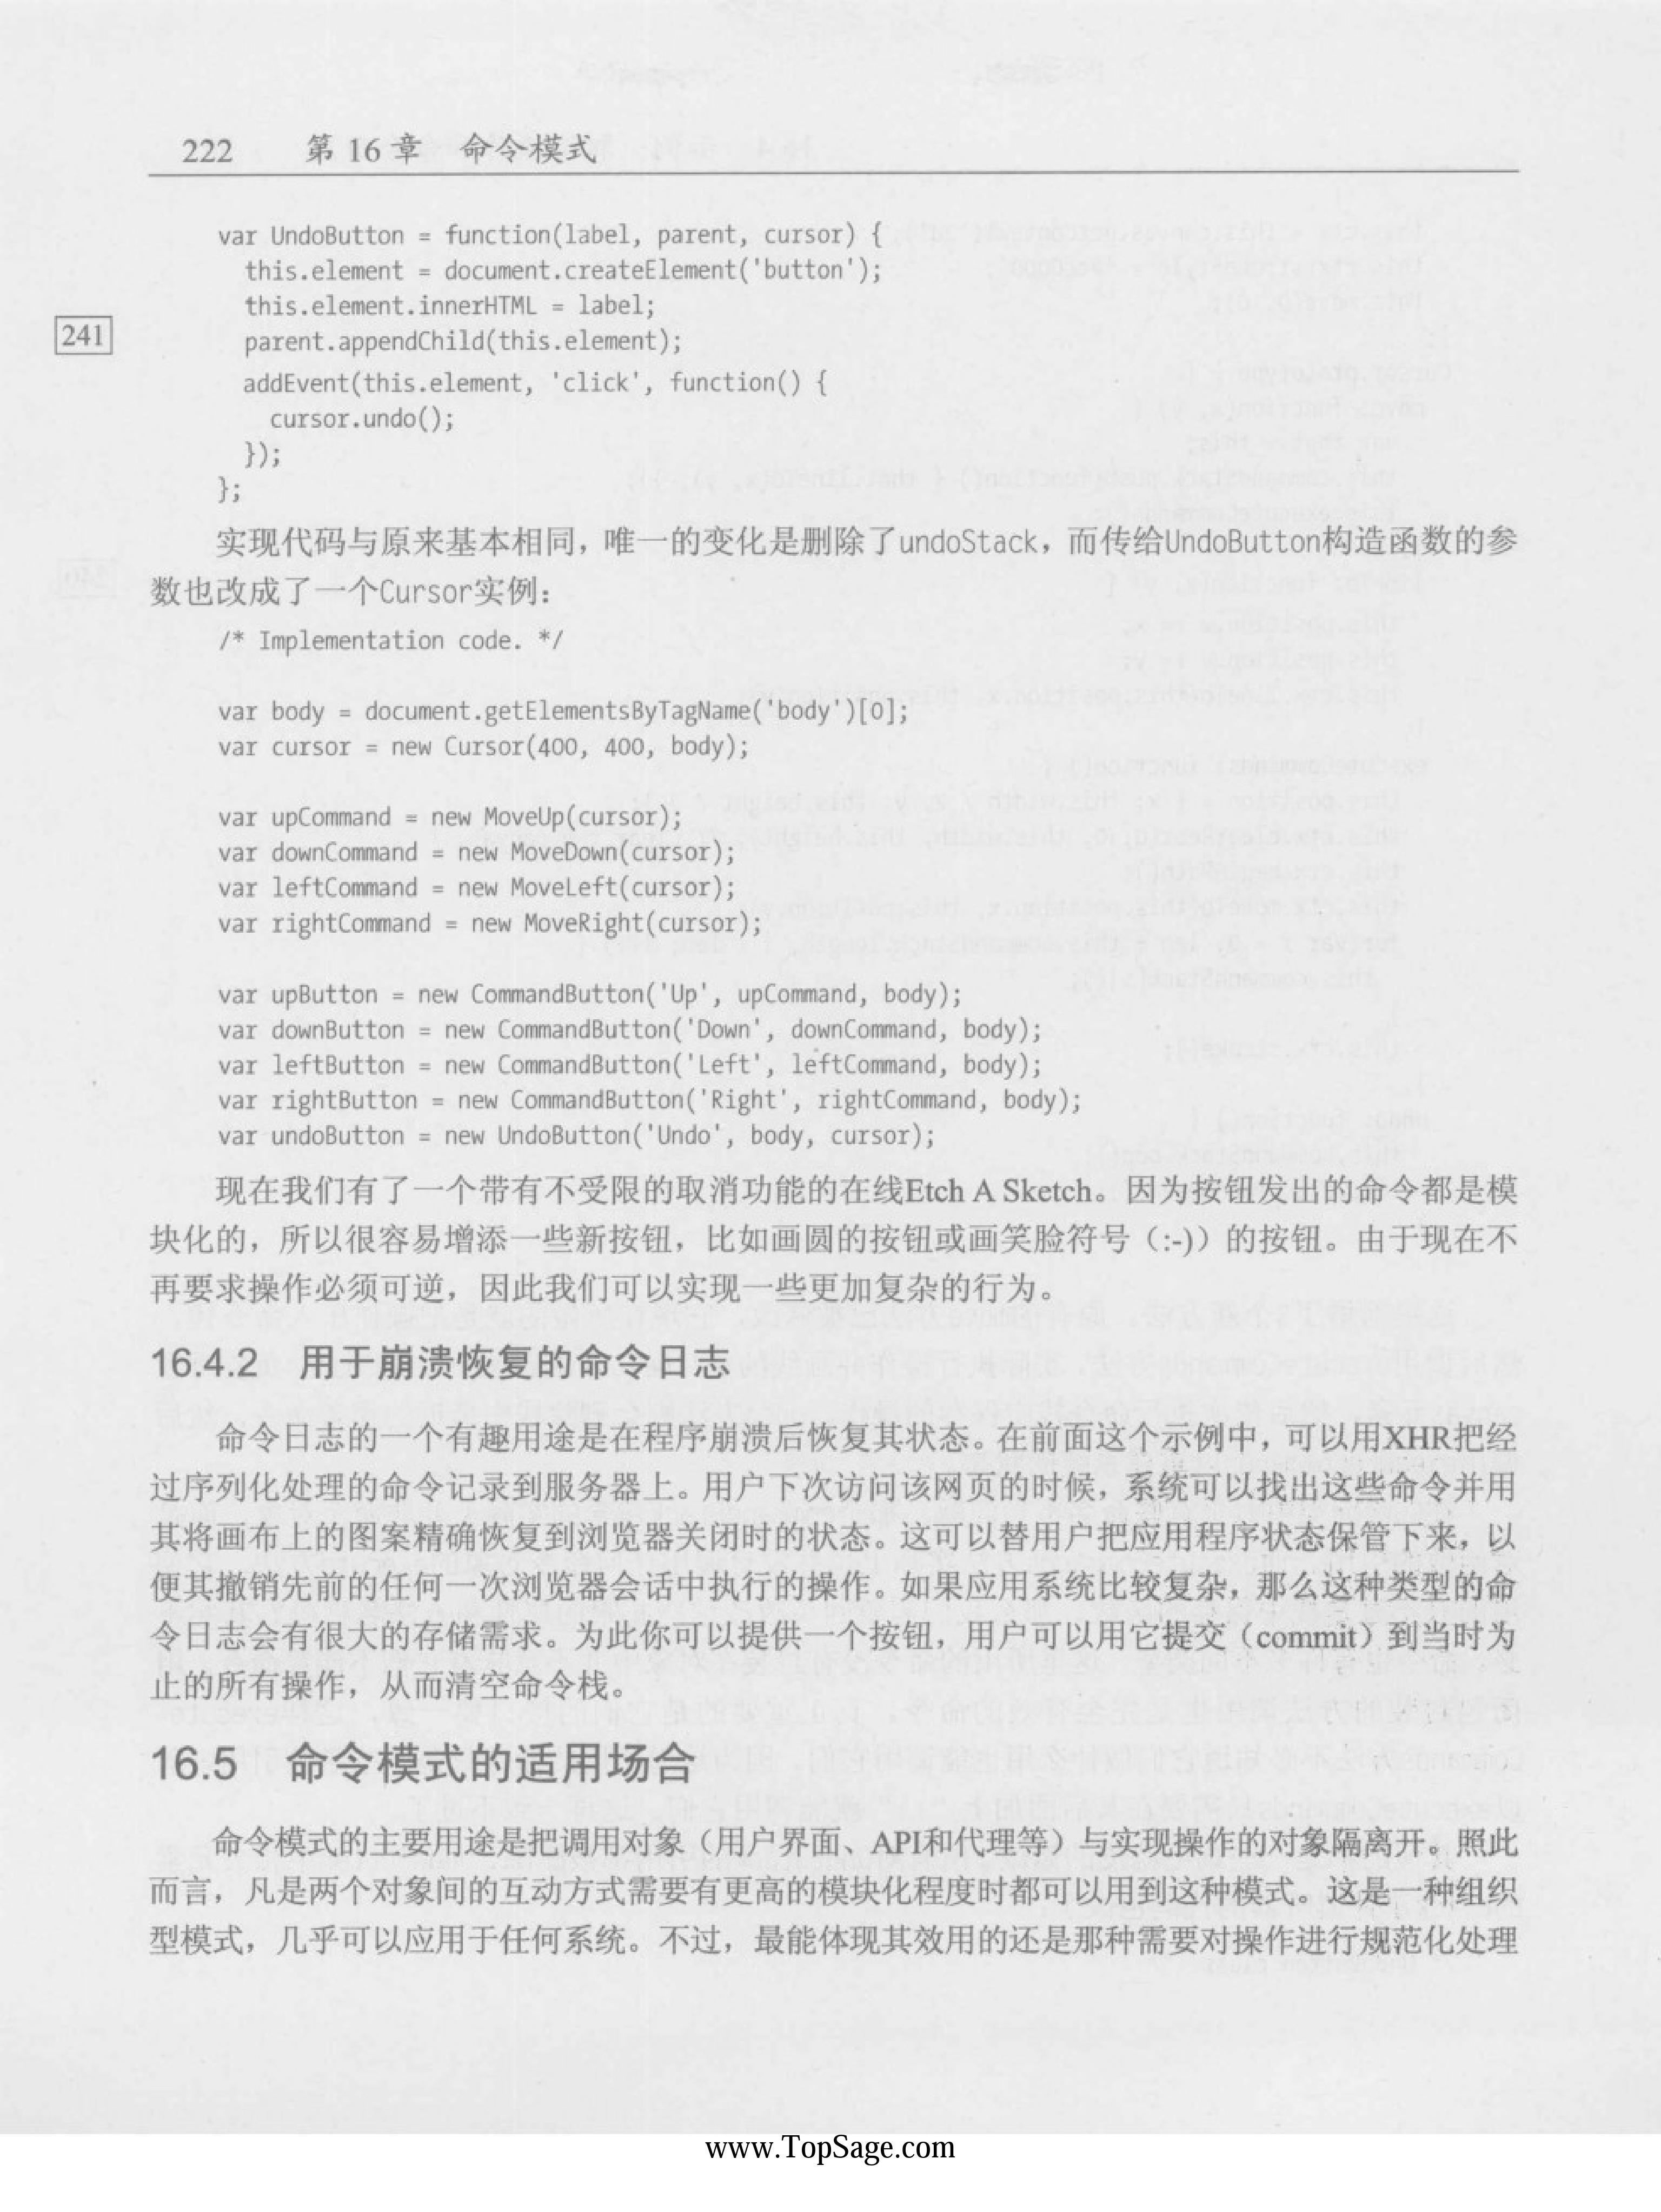 222 第 16 章 命令模式
var UndoButton = function(label, parent, cursor) {
this.element = document.createElement('button');
this.element.innerHTML = label;
241
parent.appendChild(this.element);
addEvent(this.element, 'click', function() {
cursor.undo();
});
};
实现代码与原来基本相同，唯一的变化是删除了undoStack，而传给UndoButton构造函数的参
数也改成了一个Cursor实例：
/* Implementation code. */
var body = document.getElementsByTagName('body')[0];
var cursor = new Cursor(400, 400, body);
var upCommand = new MoveUp(cursor);
var downCommand = new MoveDown(cursor);
var leftCommand = new MoveLeft(cursor);
var rightCommand = new MoveRight(cursor);
var upButton = new CommandButton('Up', upCommand, body);
var downButton = new CommandButton('Down', downCommand, body);
var leftButton = new CommandButton('Left', leftCommand, body);
var rightButton = new CommandButton('Right', rightCommand, body);
var undoButton = new UndoButton('Undo', body, cursor);
现在我们有了一个带有不受限的取消功能的在线Etch A Sketch。因为按钮发出的命令都是模
块化的，所以很容易增添一些新按钮，比如画圆的按钮或画笑脸符号（:-)）的按钮。由于现在不
再要求操作必须可逆，因此我们可以实现一些更加复杂的行为。
16.4.2 用于崩溃恢复的命令日志
命令日志的一个有趣用途是在程序崩溃后恢复其状态。在前面这个示例中，可以用XHR把经
过序列化处理的命令记录到服务器上。用户下次访问该网页的时候，系统可以找出这些命令并用
其将画布上的图案精确恢复到浏览器关闭时的状态。这可以替用户把应用程序状态保管下来，以
便其撤销先前的任何一次浏览器会话中执行的操作。如果应用系统比较复杂，那么这种类型的命
令日志会有很大的存储需求。为此你可以提供一个按钮，用户可以用它提交（commit）到当时为
止的所有操作，从而清空命令栈。
16.5 命令模式的适用场合
命令模式的主要用途是把调用对象（用户界面、API和代理等）与实现操作的对象隔离开。照此
而言，凡是两个对象间的互动方式需要有更高的模块化程度时都可以用到这种模式。这是一种组织
型模式，几乎可以应用于任何系统。不过，最能体现其效用的还是那种需要对操作进行规范化处理
www.TopSage.com